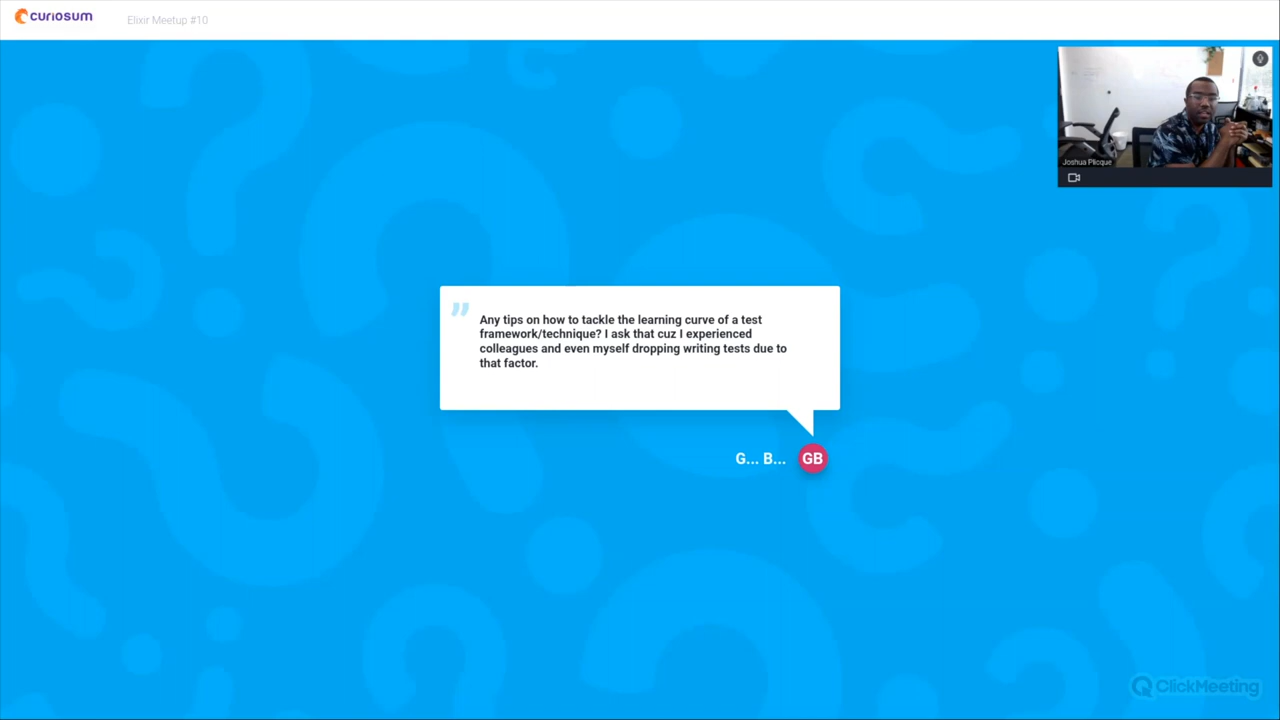 curiosum
Elixir Meetup #10
Joshua Plicque
Any tips on how to tackle the learning curve of a test
framework/technique? I ask that cuz I experienced
colleagues and even myself dropping writing tests due to
that factor.
G... B...
GB
ClickMeeting